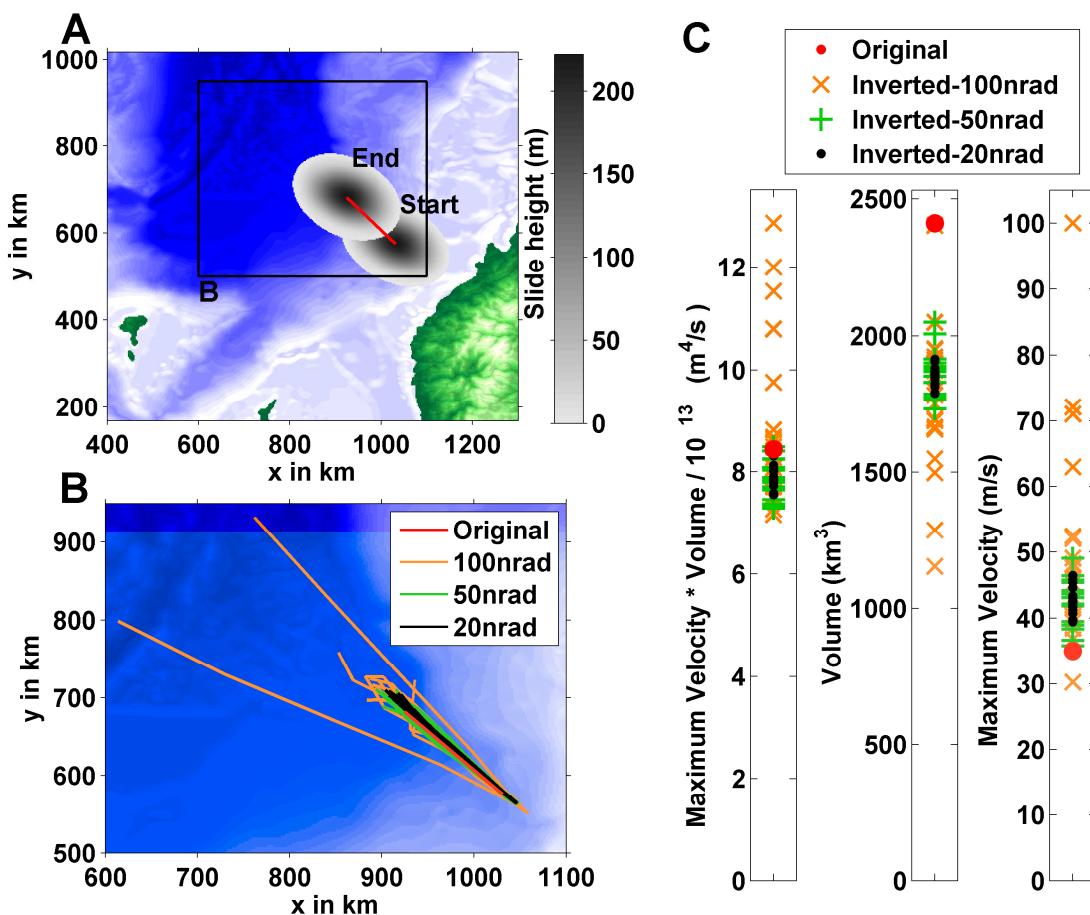 A
1000
800
600
400
200
y in km
400
600
800
1000
1200
x in km
End
Start
B
200
150
100
50
0
Slide height (m)
B
900
800
700
600
500
y in km
600
700
800
900
1000
1100
x in km
Original
100nrad
50nrad
20nrad
C
Original
Inverted-100nrad
Inverted-50nrad
Inverted-20nrad
12
10
8
6
4
2
0
Maximum Velocity * Volume / 10^13 (m^4/s )
2500
2000
1500
1000
500
0
Volume (km^3)
100
90
80
70
60
50
40
30
20
10
0
Maximum Velocity (m/s)